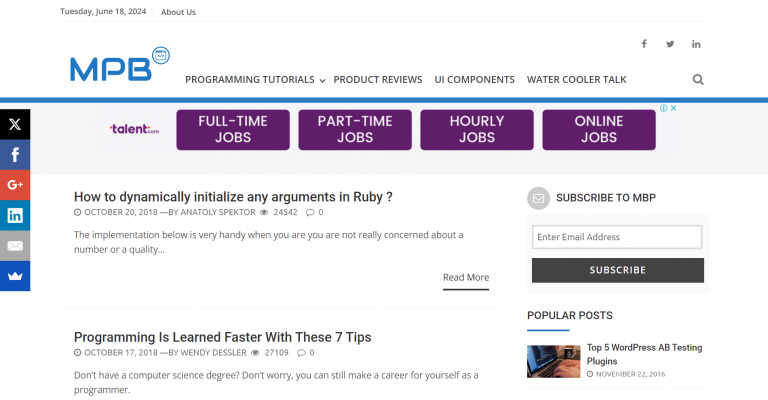 Tuesday, June 18, 2024 About Us
MPB
PROGRAMMING TUTORIALS PRODUCT REVIEWS UI COMPONENTS WATER COOLER TALK
talent.com
FULL-TIME JOBS
PART-TIME JOBS
HOURLY JOBS
ONLINE JOBS
How to dynamically initialize any arguments in Ruby ?
OCTOBER 20, 2018 —BY ANATOLY SPEKTOR 24542 0
The implementation below is very handy when you are you are not really concerned about a
number or a quality...
Read More
Programming Is Learned Faster With These 7 Tips
OCTOBER 17, 2018 —BY WENDY DESSLER 27109 0
Don't have a computer science degree? Don't worry, you can still make a career for yourself as a
programmer.
SUBSCRIBE TO MBP
Enter Email Address
SUBSCRIBE
POPULAR POSTS
Top 5 WordPress AB Testing
Plugins
NOVEMBER 22, 2016